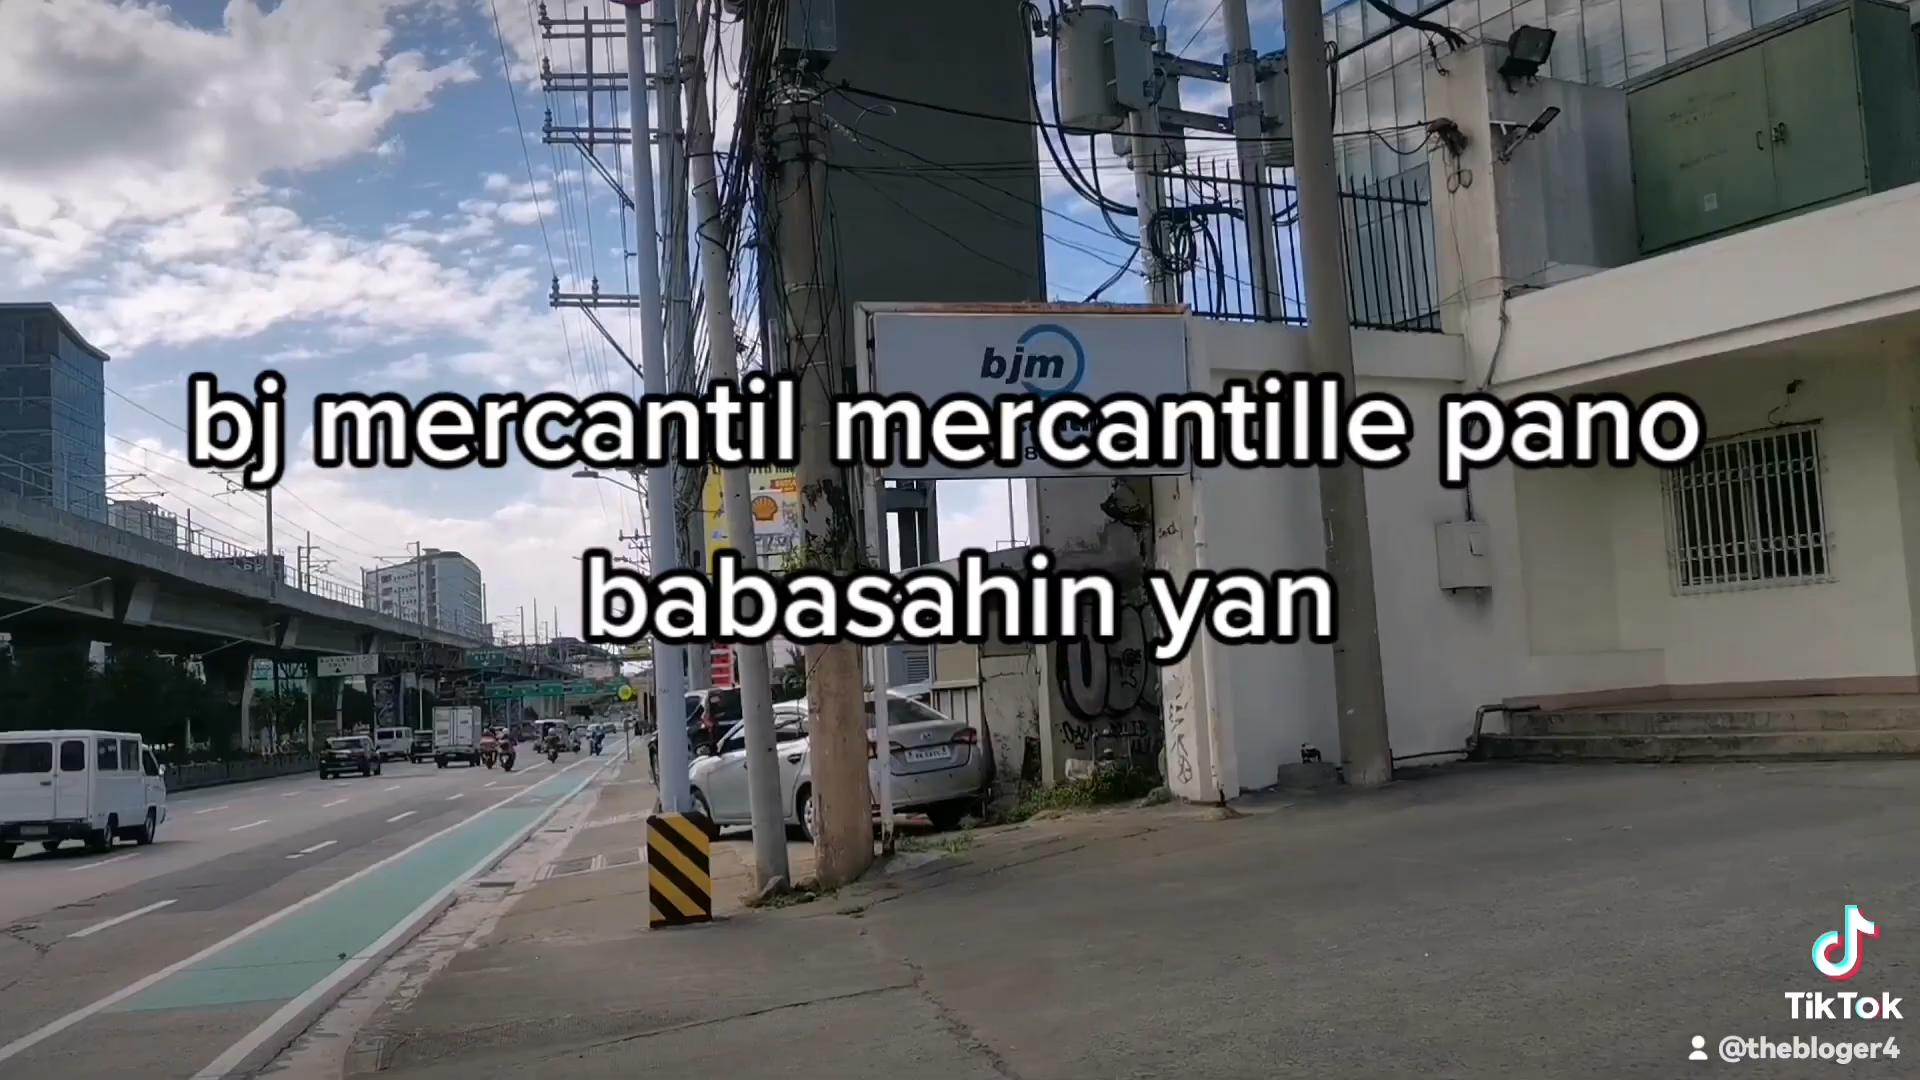 bjm
bj mercantil mercantille pano
babasahin yan
TikTok
@thebloger4